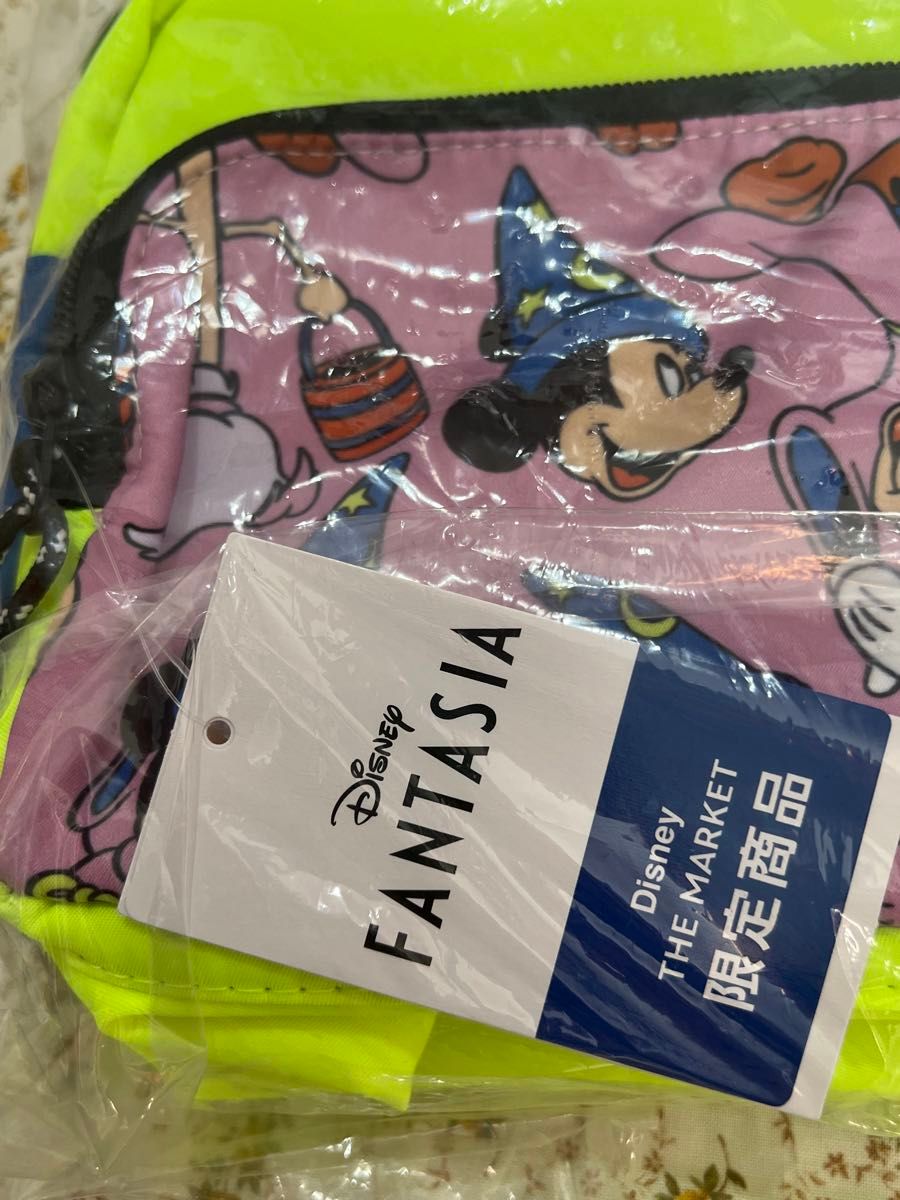 Disney
FANTASIA
Disney
THE MARKET
限定商品